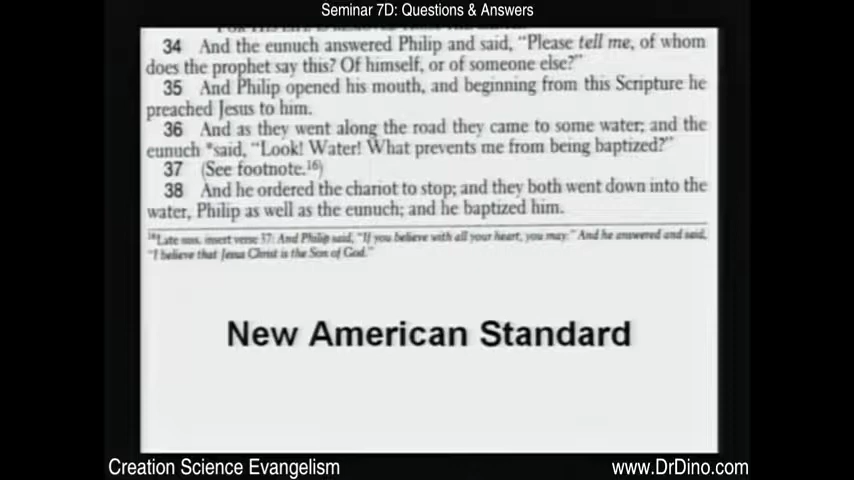 Seminar 7D: Questions & Answers
34 And the eunuch answered Philip and said, “Please tell me, of whom
does the prophet say this? Of himself, or of someone else?”
35 And Philip opened his mouth, and beginning from this Scripture he
preached Jesus to him.
36 And as they went along the road they came to some water; and the
eunuch *said, “Look! Water! What prevents me from being baptized?”
37 (See footnote.16)
38 And he ordered the chariot to stop; and they both went down into the
water, Philip as well as the eunuch; and he baptized him.
16Late mss. insert verse 37: And Philip said, “If you believe with all your heart, you may.” And he answered and said,
“I believe that Jesus Christ is the Son of God.”
New American Standard
Creation Science Evangelism
www.DrDino.com